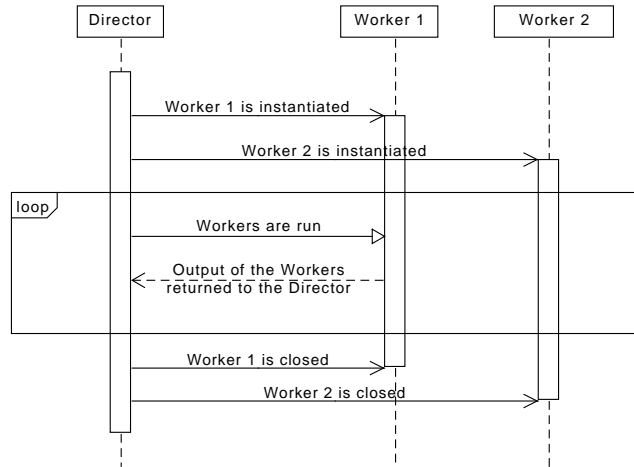 Director
Worker 1
Worker 2
Worker 1 is instantiated
Worker 2 is instantiated
loop
Workers are run
Output of the Workers
returned to the Director
Worker 1 is closed
Worker 2 is closed